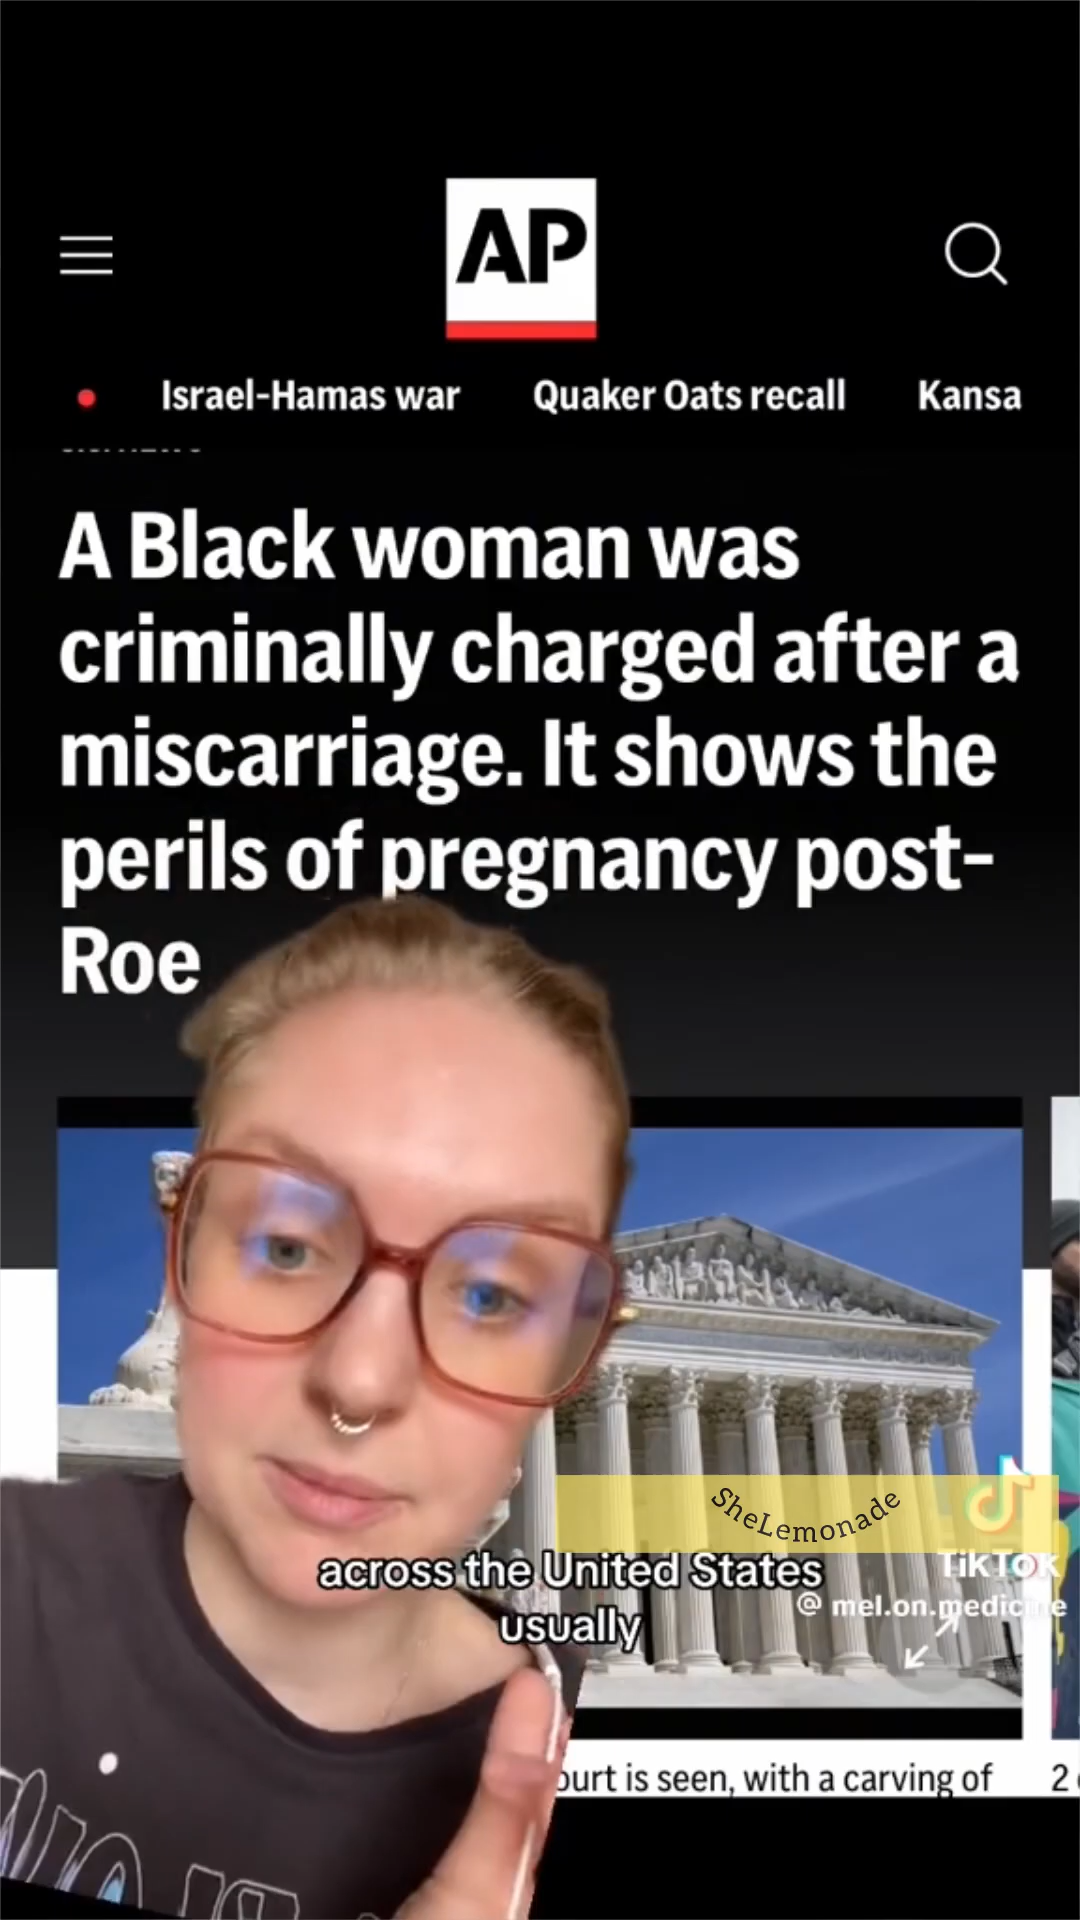 AP
Israel-Hamas war Quaker Oats recall Kansa
A Black woman was
criminally charged after a
miscarriage. It shows the
perils of pregnancy post-
Roe
SheLemonade
TikTok
across the United States
usually
@ mel.on.medicine
ourt is seen, with a carving of
2